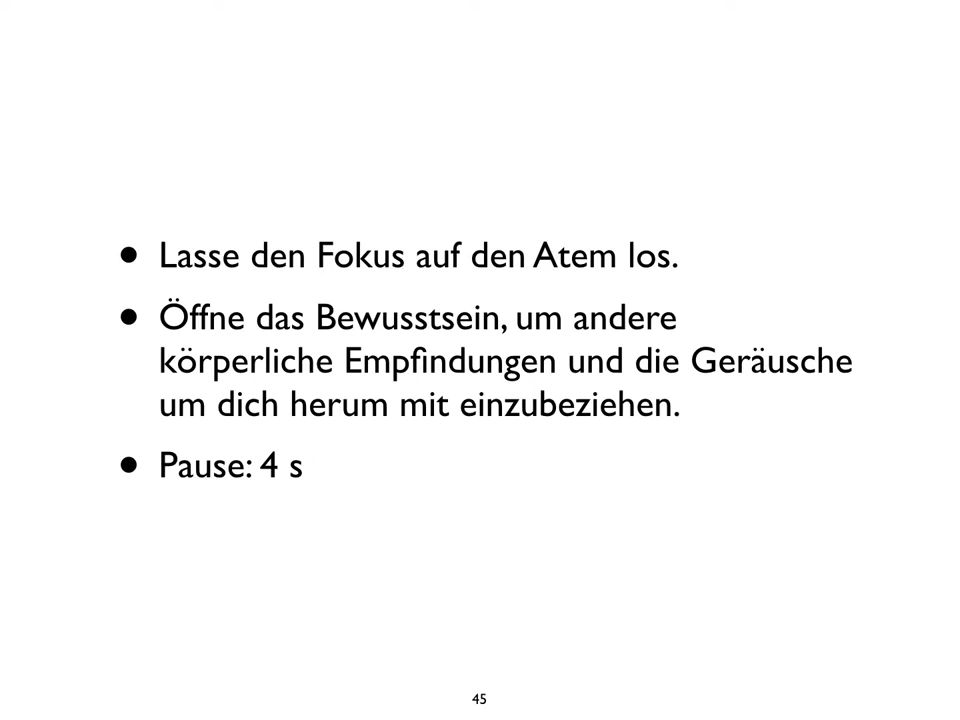 • Lasse den Fokus auf den Atem los.
• Öffne das Bewusstsein, um andere
körperliche Empfindungen und die Geräusche
um dich herum mit einzubeziehen.
• Pause: 4 s
45